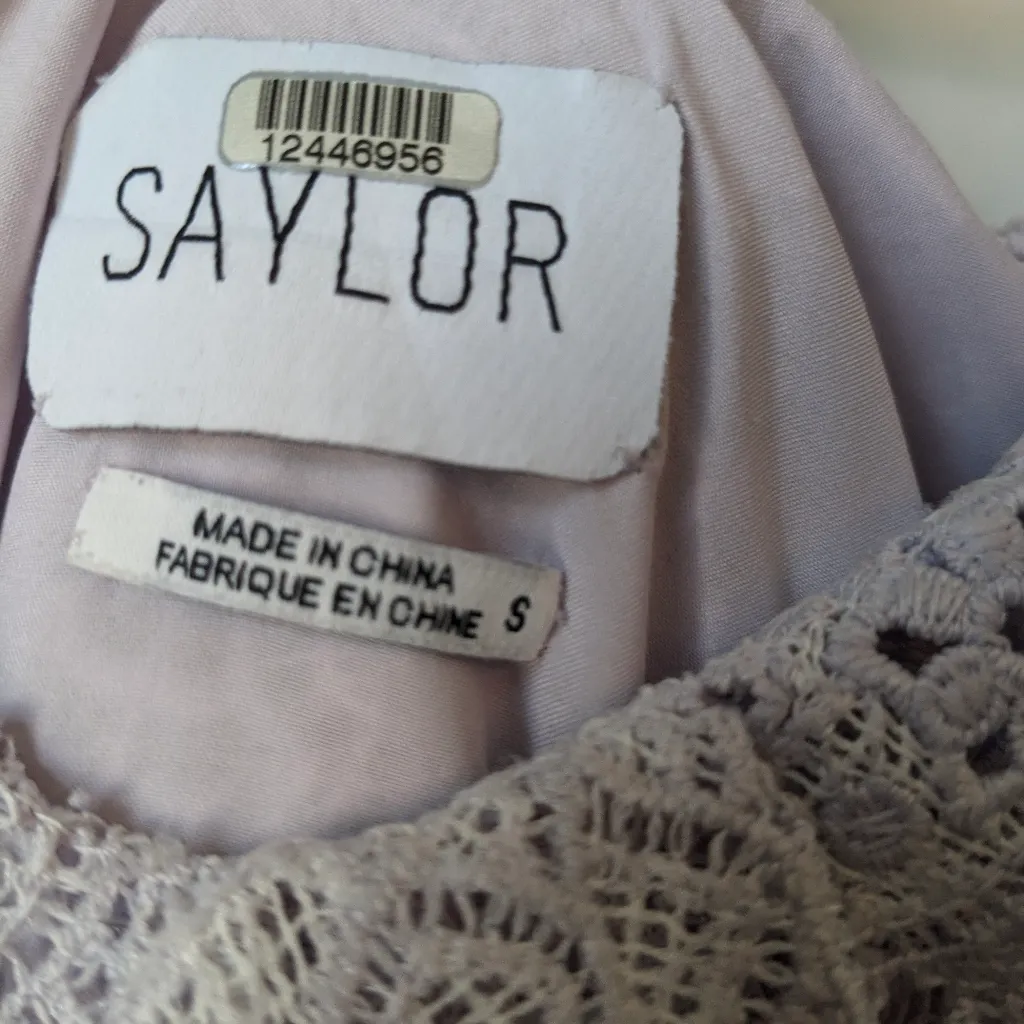 12446956
SAYLOR
MADE IN CHINA
FABRIQUE EN CHINE S